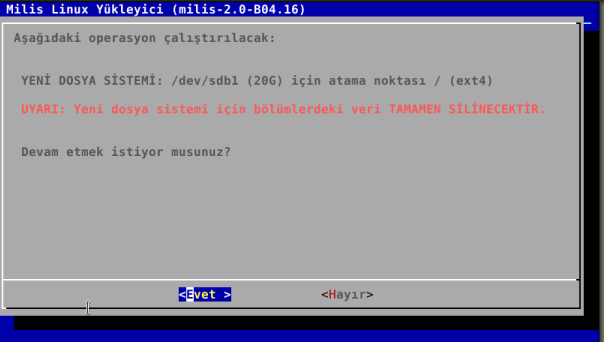 Milis Linux Yükleyici (milis-2.0-B04.16)
Aşağıdaki operasyon çalıştırılacak:
YENİ DOSYA SİSTEMİ: /dev/sdb1 (20G) için atama noktası / (ext4)
UYARI: Yeni dosya sistemi için bölümlerdeki veri TAMAMEN SİLİNECEKTİR.
Devam etmek istiyor musunuz?
<Evet > <Hayır>